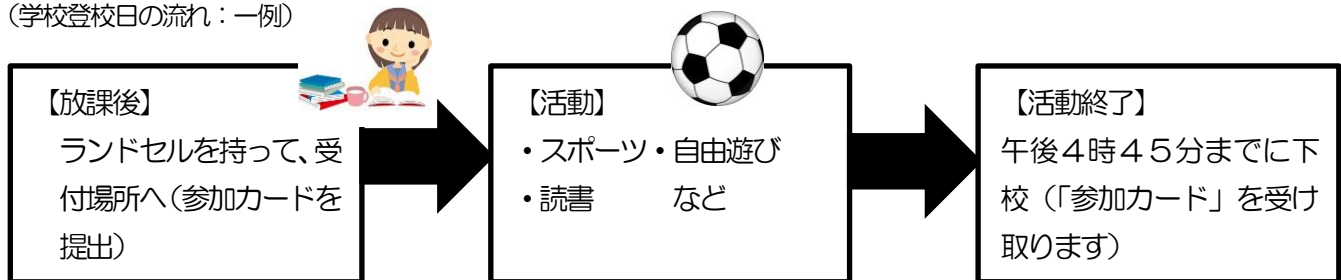 （学校登校日の流れ：一例）
【放課後】
ランドセルを持って、受
付場所へ（参加カードを
提出）
【活動】
・スポーツ・自由遊び
・読書　　　など
【活動終了】
午後４時４５分までに下
校（「参加カード」を受け
取ります）